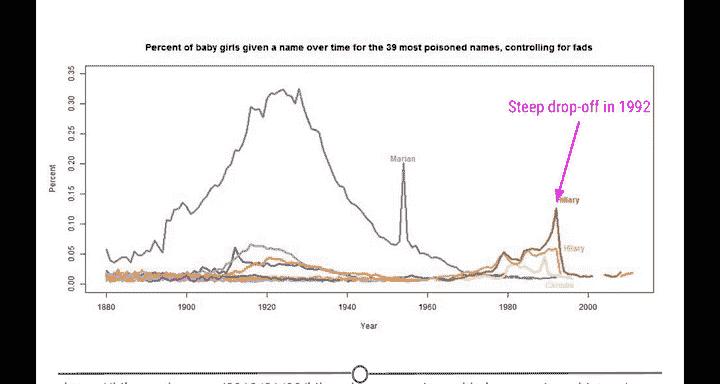 Percent of baby girls given a name over time for the 39 most poisoned names, controlling for fads
Steep drop-off in 1992
Percent
0.35
0.30
0.25
0.20
0.15
0.10
0.05
0.00
Marian
Hilary
1880
1900
1920
1940
1960
1980
2000
Year